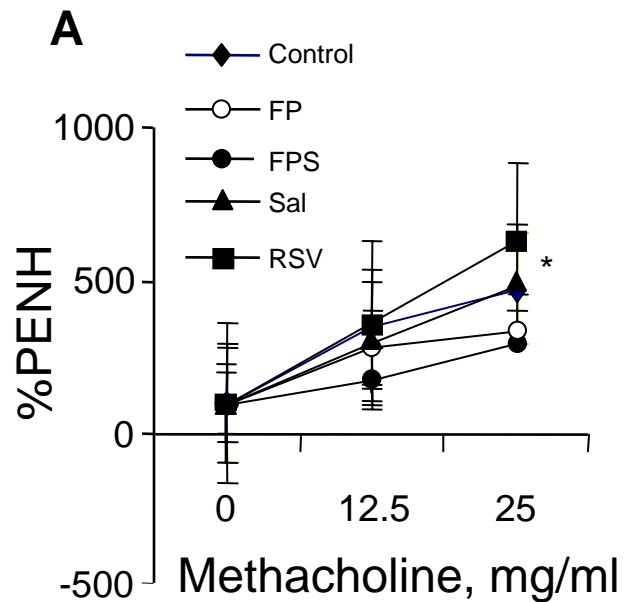 A
Control
FP
FPS
Sal
RSV
1000
500
0
-500
%PENH
*
0 12.5 25
Methacholine, mg/ml